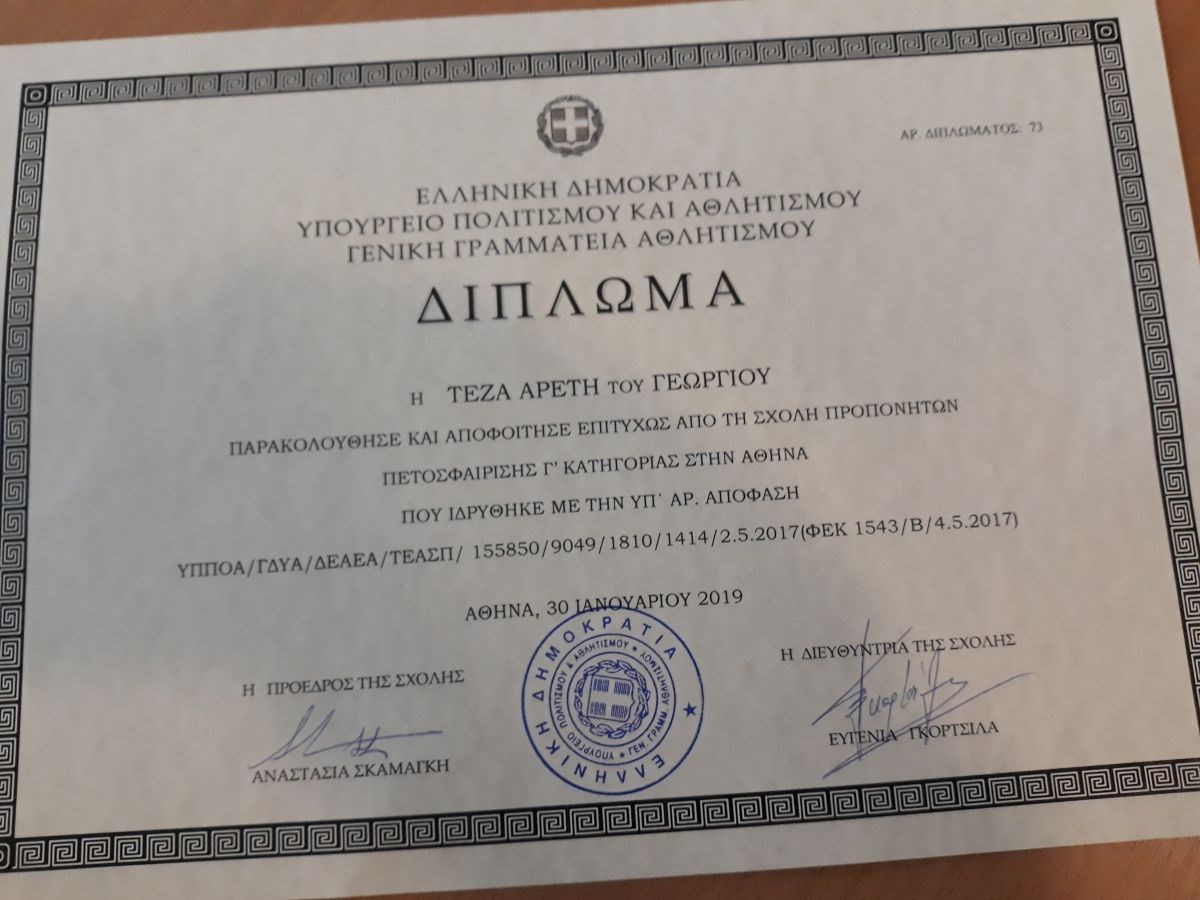 ΑΡ. ΔΙΠΛΩΜΑΤΟΣ: 73
ΕΛΛΗΝΙΚΗ ΔΗΜΟΚΡΑΤΙΑ
ΥΠΟΥΡΓΕΙΟ ΠΟΛΙΤΙΣΜΟΥ ΚΑΙ ΑΘΛΗΤΙΣΜΟΥ
ΓΕΝΙΚΗ ΓΡΑΜΜΑΤΕΙΑ ΑΘΛΗΤΙΣΜΟΥ
ΔΙΠΛΩΜΑ
Η ΤΕΖΑ ΑΡΕΤΗ ΤΟΥ ΓΕΩΡΓΙΟΥ
ΠΑΡΑΚΟΛΟΥΘΗΣΕ ΚΑΙ ΑΠΟΦΟΙΤΗΣΕ ΕΠΙΤΥΧΩΣ ΑΠΟ ΤΗ ΣΧΟΛΗ ΠΡΟΠΟΝΗΤΩΝ
ΠΕΤΟΣΦΑΙΡΙΣΗΣ Γ' ΚΑΤΗΓΟΡΙΑΣ ΣΤΗΝ ΑΘΗΝΑ
ΠΟΥ ΙΔΡΥΘΗΚΕ ΜΕ ΤΗΝ ΥΠ' ΑΡ. ΑΠΟΦΑΣΗ
ΥΠΠΟΑ/ΓΔΥΑ/ΔΕΑΕΑ/ΤΕΑΣΠ/ 155850/9049/1810/1414/2.5.2017(ΦΕΚ 1543/Β/4.5.2017)
ΑΘΗΝΑ, 30 ΙΑΝΟΥΑΡΙΟΥ 2019
Η ΠΡΟΕΔΡΟΣ ΤΗΣ ΣΧΟΛΗΣ
ΑΝΑΣΤΑΣΙΑ ΣΚΑΜΑΓΚΗ
ΕΛΛΗΝΙΚΗ ΔΗΜΟΚΡΑΤΙΑ
ΥΠΟΥΡΓΕΙΟ ΠΟΛΙΤΙΣΜΟΥ & ΑΘΛΗΤΙΣΜΟΥ
ΓΕΝ. ΓΡΑΜΜ. ΑΘΛΗΤΙΣΜΟΥ
Η ΔΙΕΥΘΥΝΤΡΙΑ ΤΗΣ ΣΧΟΛΗΣ
ΕΥΓΕΝΙΑ ΓΚΟΡΤΣΙΛΑ